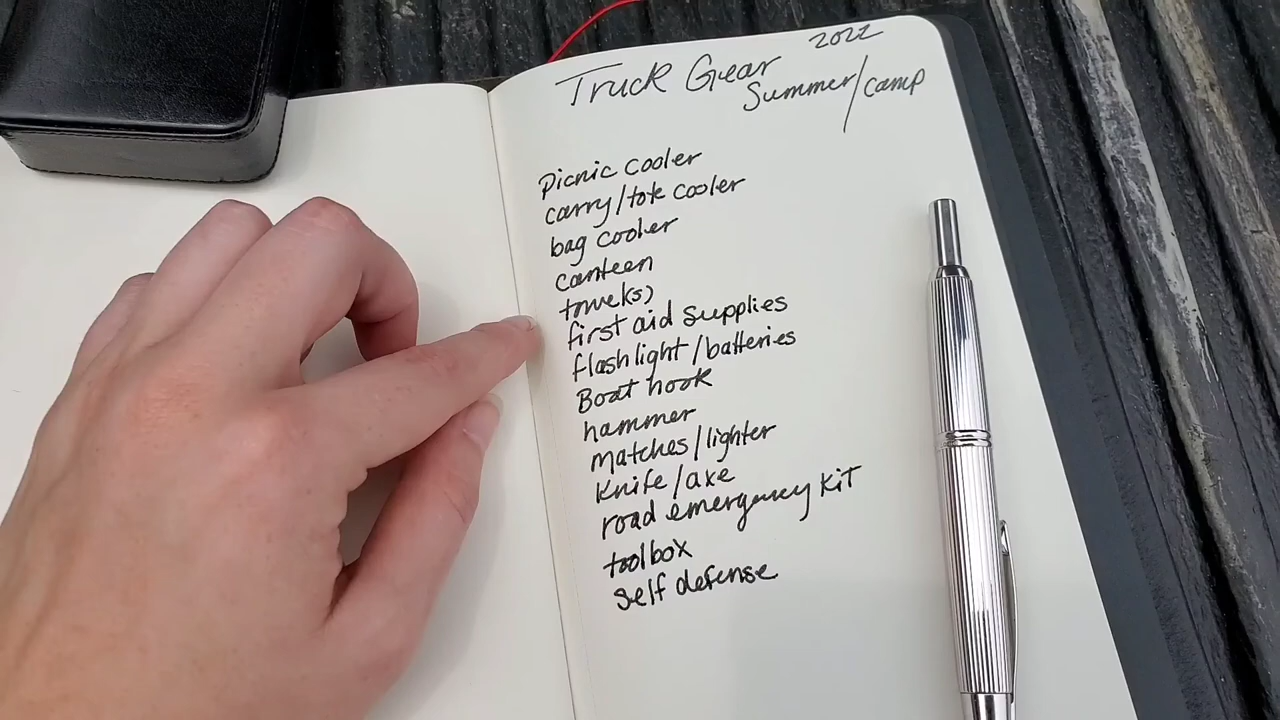 2022
Truck Gear
Summer/camp
Picnic cooler
carry/tote cooler
bag cooler
canteen
towel(s)
first aid supplies
flashlight/batteries
Boat hook
hammer
matches/lighter
Knife/axe
road emergency kit
toolbox
self defense